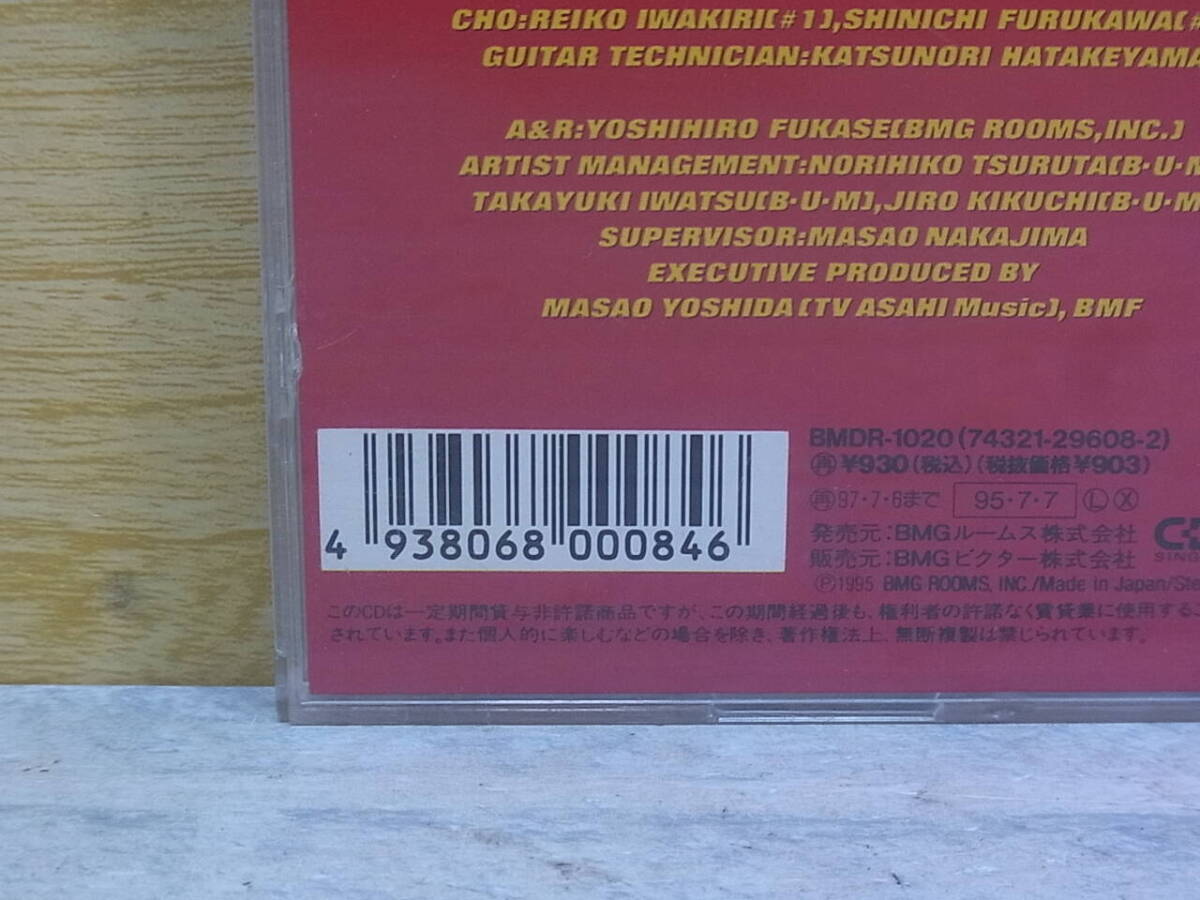 CHO:REIKO IWAKIRI[#1],SHINICHI FURUKAWA[#
GUITAR TECHNICIAN:KATSUNORI HATAKEYAMA
A&R:YOSHIHIRO FUKASE[BMG ROOMS,INC.]
ARTIST MANAGEMENT:NORIHIKO TSURUTA[B·U·M
TAKAYUKI IWATSU[B·U·M],JIRO KIKUCHI[B·U·M
SUPERVISOR:MASAO NAKAJIMA
EXECUTIVE PRODUCED BY
MASAO YOSHIDA[TV ASAHI Music], BMF
4 938068 000846
BMDR-1020 (74321-29608-2)
再 ¥930(税込)(税抜価格¥903)
再97・7・6まで 95・7・7 Ⓛ Ⓧ
発売元:BMGルームス株式会社
販売元:BMGビクター株式会社
Ⓟ1995 BMG ROOMS, INC./Made in Japan/Ste
SING
このCDは一定期間貸与非許諾商品ですが、この期間経過後も、権利者の許諾なく賃貸業に使用する
されています。また個人的に楽しむなどの場合を除き、著作権法上、無断複製は禁じられています。